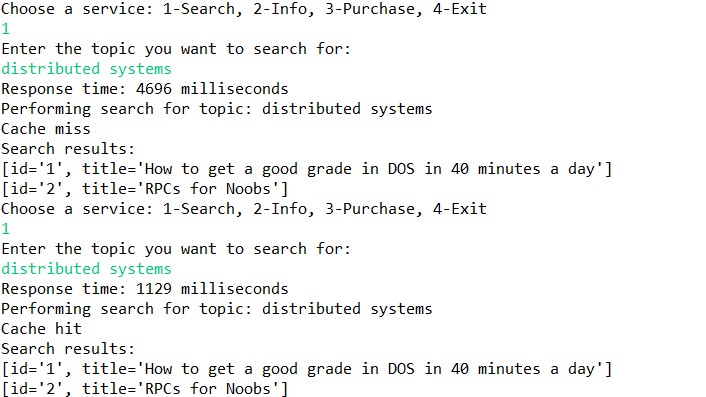 Choose a service: 1-Search, 2-Info, 3-Purchase, 4-Exit
1
Enter the topic you want to search for:
distributed systems
Response time: 4696 milliseconds
Performing search for topic: distributed systems
Cache miss
Search results:
[id='1', title='How to get a good grade in DOS in 40 minutes a day']
[id='2', title='RPCs for Noobs']
Choose a service: 1-Search, 2-Info, 3-Purchase, 4-Exit
1
Enter the topic you want to search for:
distributed systems
Response time: 1129 milliseconds
Performing search for topic: distributed systems
Cache hit
Search results:
[id='1', title='How to get a good grade in DOS in 40 minutes a day']
[id='2', title='RPCs for Noobs']